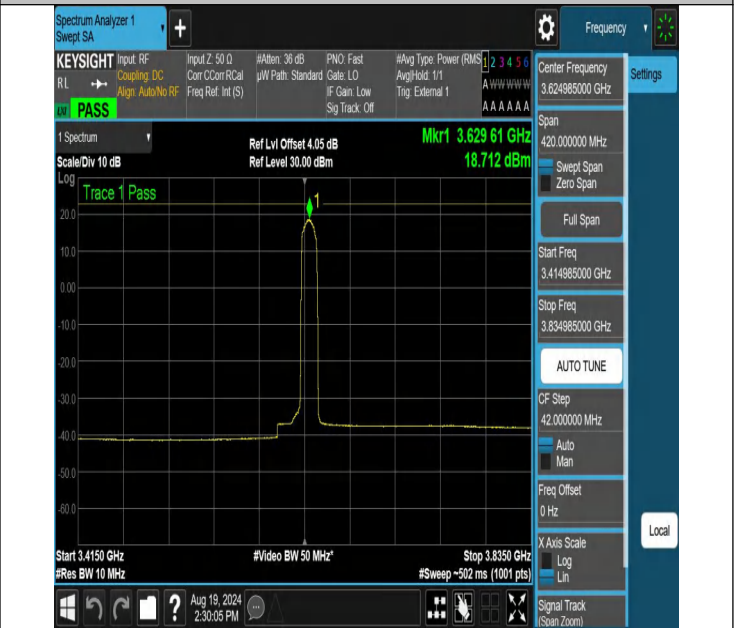 Spectrum Analyzer 1
Swept SA
+
Frequency
KEYSIGHT
RL
PASS
Input: RF
Coupling: DC
Align: Auto/No RF
Input Z: 50 Ω
Corr CCorr RCal
Freq Ref: Int (S)
#Atten: 36 dB
µW Path: Standard
PNO: Fast
Gate: LO
IF Gain: Low
Sig Track: Off
#Avg Type: Power (RMS
Avg|Hold: 1/1
Trig: External 1
1 2 3 4 5 6
A W W W W W
A A A A A A
1 Spectrum
Scale/Div 10 dB
Ref Lvl Offset 4.05 dB
Ref Level 30.00 dBm
Mkr1 3.629 61 GHz
18.712 dBm
Log
Trace 1 Pass
1
20.0
10.0
0.00
-10.0
-20.0
-30.0
-40.0
-50.0
-60.0
Start 3.4150 GHz
#Res BW 10 MHz
#Video BW 50 MHz*
Stop 3.8350 GHz
#Sweep ~502 ms (1001 pts)
Center Frequency
3.624985000 GHz
Settings
Span
420.000000 MHz
Swept Span
Zero Span
Full Span
Start Freq
3.414985000 GHz
Stop Freq
3.834985000 GHz
AUTO TUNE
CF Step
42.000000 MHz
Auto
Man
Freq Offset
0 Hz
X Axis Scale
Log
Lin
Local
Signal Track
(Span Zoom)
?
Aug 19, 2024
2:30:05 PM